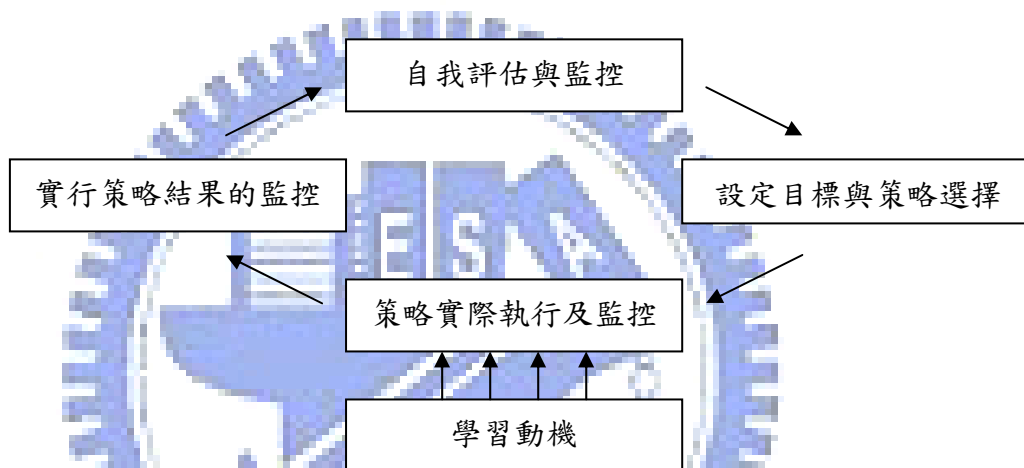 自我評估與監控
實行策略結果的監控
設定目標與策略選擇
策略實際執行及監控
學習動機
ESA